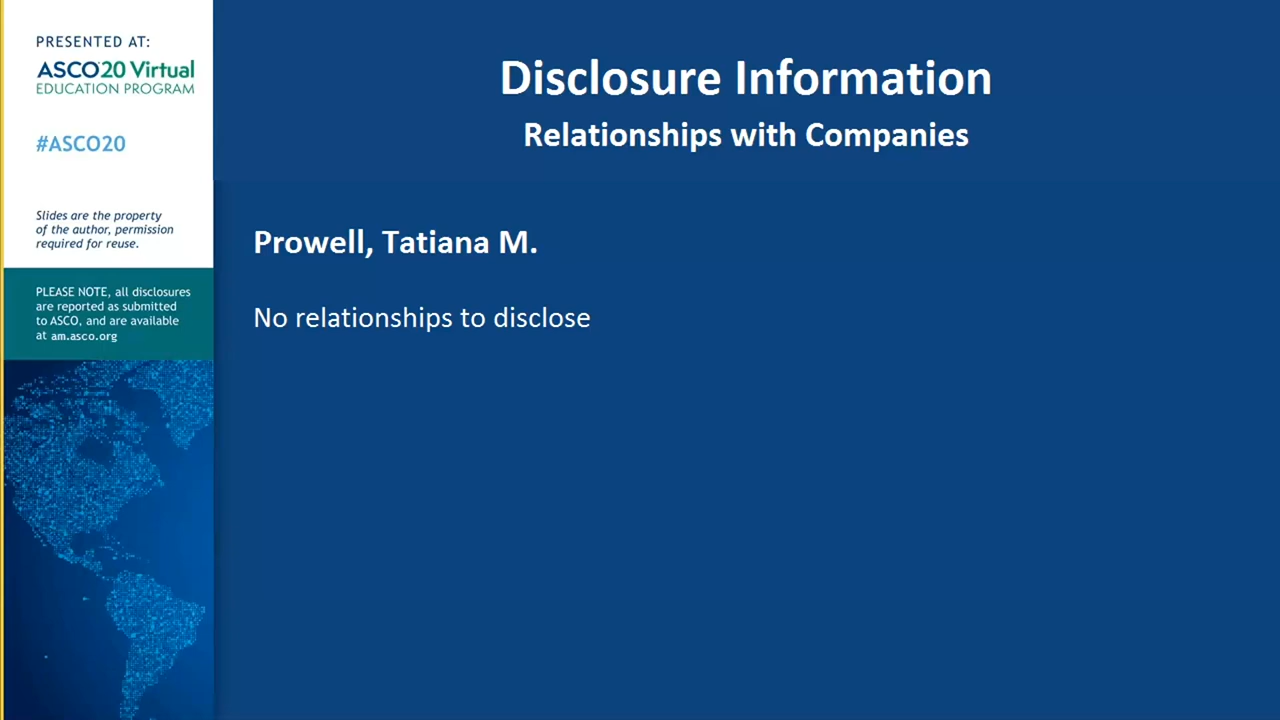 PRESENTED AT:
ASCO20 Virtual
EDUCATION PROGRAM
#ASCO20
Slides are the property
of the author, permission
required for reuse.
PLEASE NOTE, all disclosures
are reported as submitted
to ASCO, and are available
at am.asco.org
Disclosure Information
Relationships with Companies
Prowell, Tatiana M.
No relationships to disclose